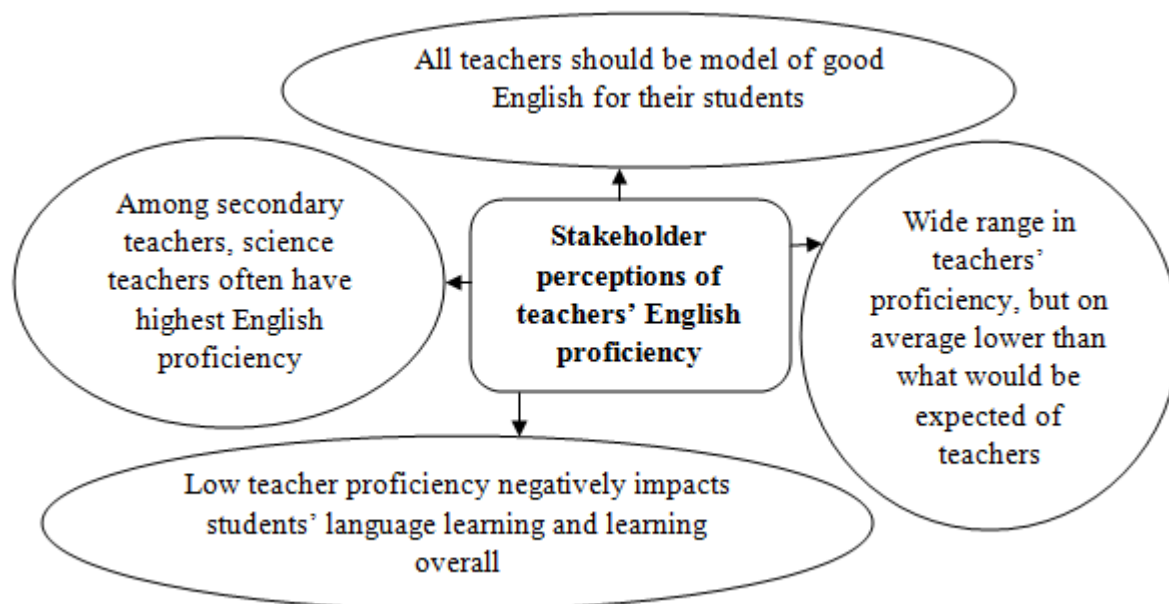 All teachers should be model of good
English for their students
Among secondary
teachers, science
teachers often have
highest English
proficiency
Stakeholder
perceptions of
teachers’ English
proficiency
Wide range in
teachers’
proficiency, but on
average lower than
what would be
expected of
teachers
Low teacher proficiency negatively impacts
students’ language learning and learning
overall